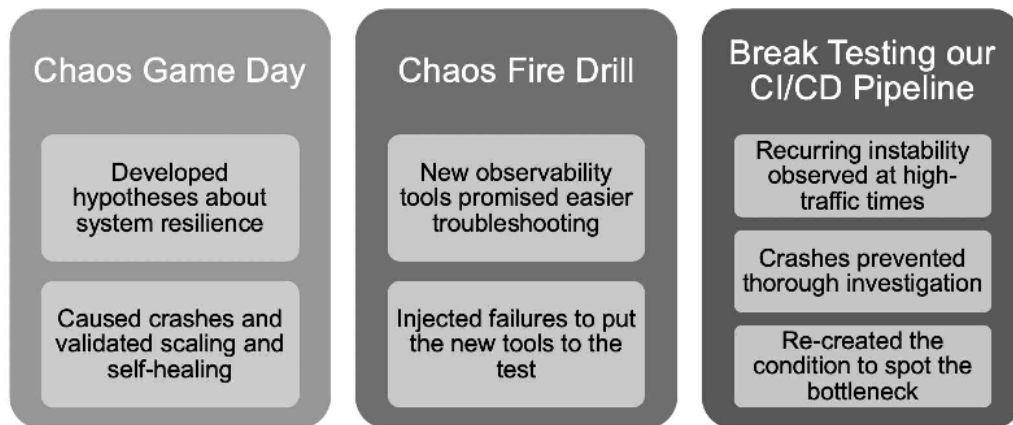 Chaos Game Day
Developed
hypotheses about
system resilience
Caused crashes and
validated scaling and
self-healing
Chaos Fire Drill
New observability
tools promised easier
troubleshooting
Injected failures to put
the new tools to the
test
Break Testing our
CI/CD Pipeline
Recurring instability
observed at high-
traffic times
Crashes prevented
thorough investigation
Re-created the
condition to spot the
bottleneck